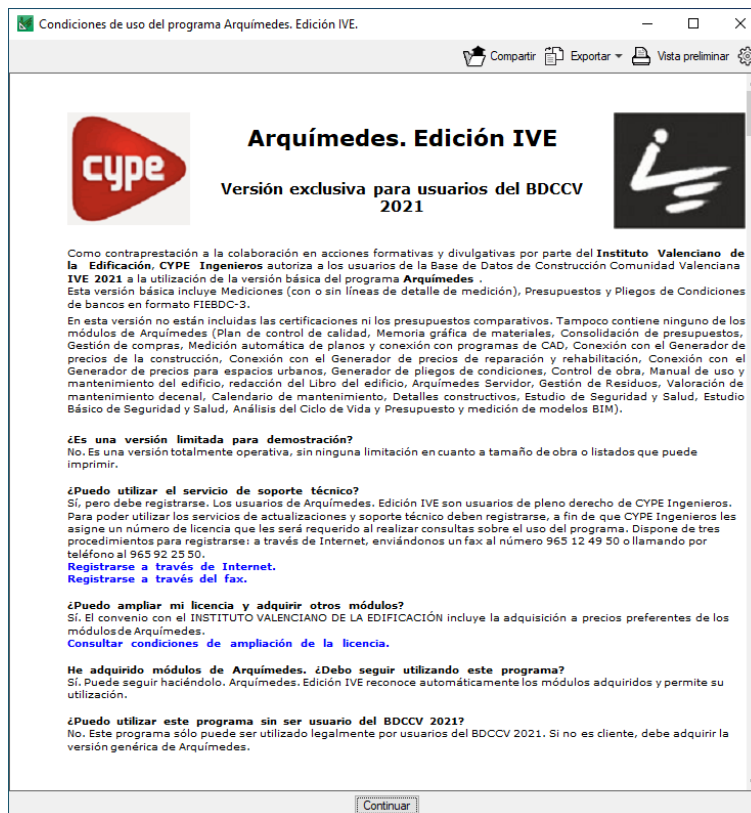 Condiciones de uso del programa Arquímedes. Edición IVE.
Compartir Exportar Vista preliminar
cype
Arquímedes. Edición IVE
Versión exclusiva para usuarios del BDCCV
2021
Como contraprestación a la colaboración en acciones formativas y divulgativas por parte del Instituto Valenciano de
la Edificación, CYPE Ingenieros autoriza a los usuarios de la Base de Datos de Construcción Comunidad Valenciana
IVE 2021 a la utilización de la versión básica del programa Arquímedes .
Esta versión básica incluye Mediciones (con o sin líneas de detalle de medición), Presupuestos y Pliegos de Condiciones
de bancos en formato FIEBDC-3.
En esta versión no están incluidas las certificaciones ni los presupuestos comparativos. Tampoco contiene ninguno de los
módulos de Arquímedes (Plan de control de calidad, Memoria gráfica de materiales, Consolidación de presupuestos,
Gestión de compras, Medición automática de planos y conexión con programas de CAD, Conexión con el Generador de
precios de la construcción, Conexión con el Generador de precios de reparación y rehabilitación, Conexión con el
Generador de precios para espacios urbanos, Generador de pliegos de condiciones, Control de obra, Manual de uso y
mantenimiento del edificio, redacción del Libro del edificio, Arquímedes Servidor, Gestión de Residuos, Valoración de
mantenimiento decenal, Calendario de mantenimiento, Detalles constructivos, Estudio de Seguridad y Salud, Estudio
Básico de Seguridad y Salud, Análisis del Ciclo de Vida y Presupuesto y medición de modelos BIM).
¿Es una versión limitada para demostración?
No. Es una versión totalmente operativa, sin ninguna limitación en cuanto a tamaño de obra o listados que puede
imprimir.
¿Puedo utilizar el servicio de soporte técnico?
Sí, pero debe registrarse. Los usuarios de Arquímedes. Edición IVE son usuarios de pleno derecho de CYPE Ingenieros.
Para poder utilizar los servicios de actualizaciones y soporte técnico deben registrarse, a fin de que CYPE Ingenieros les
asigne un número de licencia que les será requerido al realizar consultas sobre el uso del programa. Dispone de tres
procedimientos para registrarse: a través de Internet, enviándonos un fax al número 965 12 49 50 o llamando por
teléfono al 965 92 25 50.
Registrarse a través de Internet.
Registrarse a través del fax.
¿Puedo ampliar mi licencia y adquirir otros módulos?
Sí. El convenio con el INSTITUTO VALENCIANO DE LA EDIFICACIÓN incluye la adquisición a precios preferentes de los
módulos de Arquímedes.
Consultar condiciones de ampliación de la licencia.
He adquirido módulos de Arquímedes. ¿Debo seguir utilizando este programa?
Sí. Puede seguir haciéndolo. Arquímedes. Edición IVE reconoce automáticamente los módulos adquiridos y permite su
utilización.
¿Puedo utilizar este programa sin ser usuario del BDCCV 2021?
No. Este programa sólo puede ser utilizado legalmente por usuarios del BDCCV 2021. Si no es cliente, debe adquirir la
versión genérica de Arquímedes.
Continuar